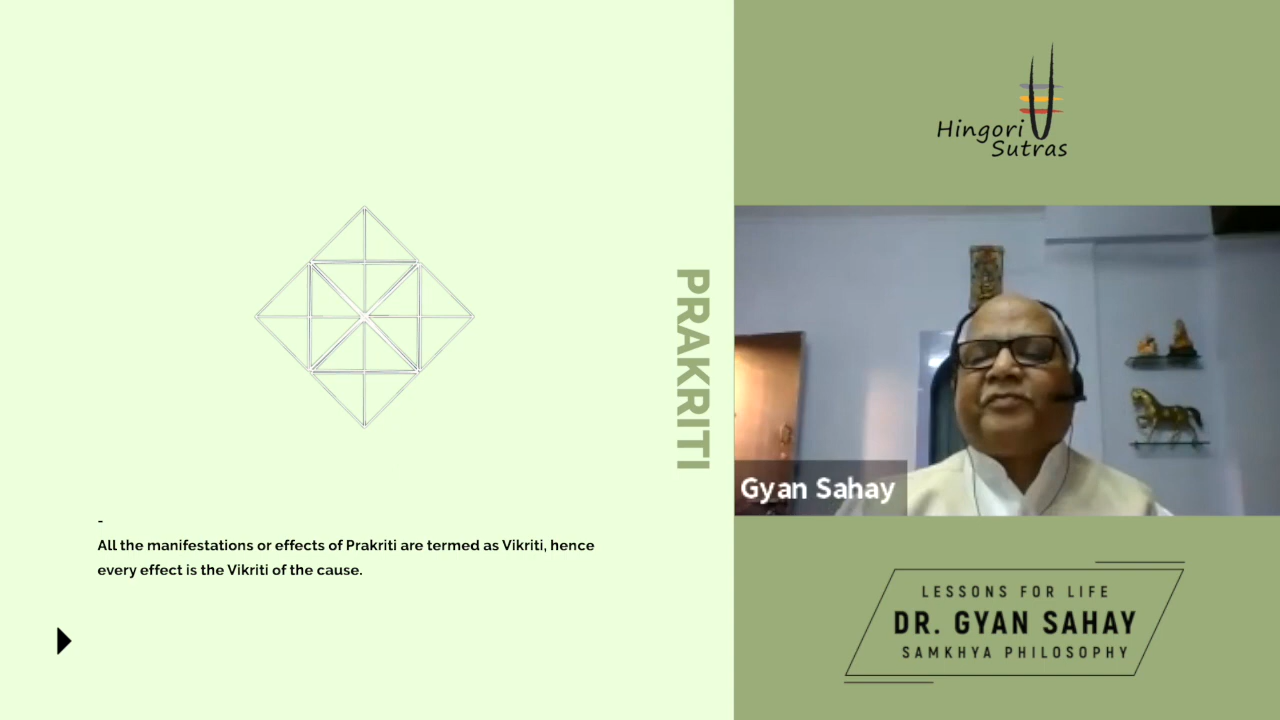 -
All the manifestations or effects of Prakriti are termed as Vikriti, hence
every effect is the Vikriti of the cause.
PRAKRITI
Hingori
Sutras
Gyan Sahay
LESSONS FOR LIFE
DR. GYAN SAHAY
SAMKHYA PHILOSOPHY